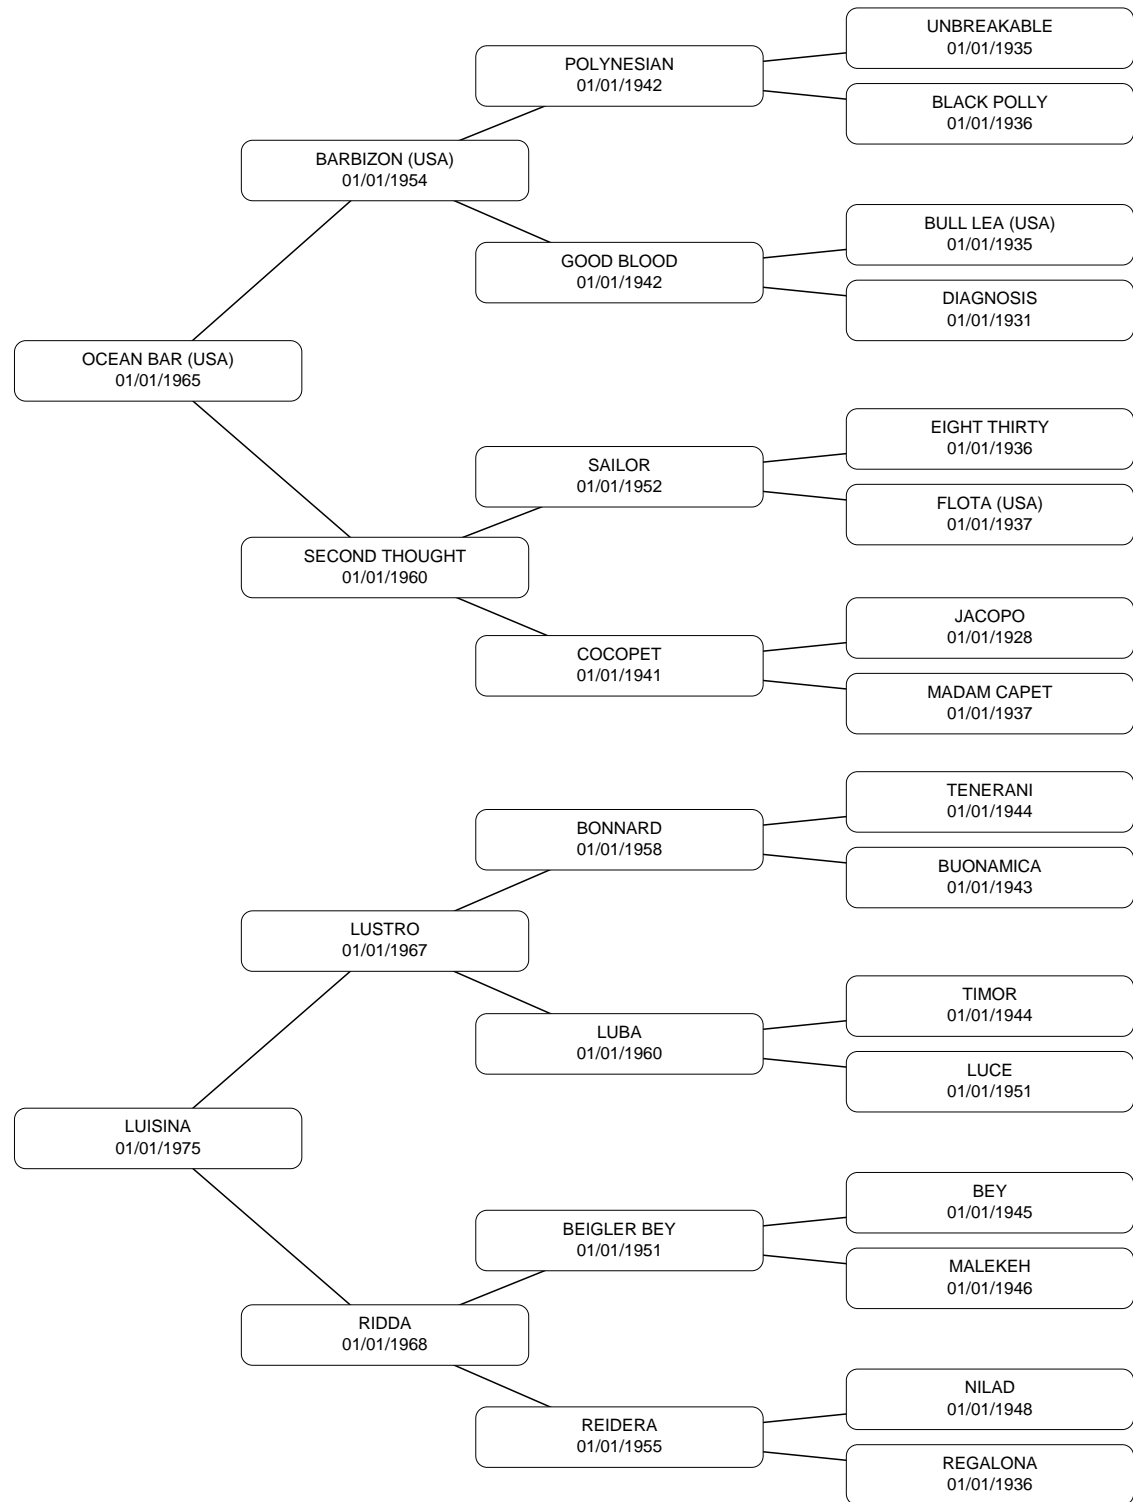 UNBREAKABLE
01/01/1935
POLYNESIAN
01/01/1942
BLACK POLLY
01/01/1936
BARBIZON (USA)
01/01/1954
BULL LEA (USA)
01/01/1935
GOOD BLOOD
01/01/1942
DIAGNOSIS
01/01/1931
OCEAN BAR (USA)
01/01/1965
EIGHT THIRTY
01/01/1936
SAILOR
01/01/1952
FLOTA (USA)
01/01/1937
SECOND THOUGHT
01/01/1960
JACOPO
01/01/1928
COCOPET
01/01/1941
MADAM CAPET
01/01/1937
TENERANI
01/01/1944
BONNARD
01/01/1958
BUONAMICA
01/01/1943
LUSTRO
01/01/1967
TIMOR
01/01/1944
LUBA
01/01/1960
LUCE
01/01/1951
LUISINA
01/01/1975
BEY
01/01/1945
BEIGLER BEY
01/01/1951
MALEKEH
01/01/1946
RIDDA
01/01/1968
NILAD
01/01/1948
REIDERA
01/01/1955
REGALONA
01/01/1936